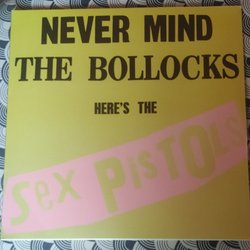 NEVER MIND
THE BOLLOCKS
HERE'S THE
Sex PISTOLS